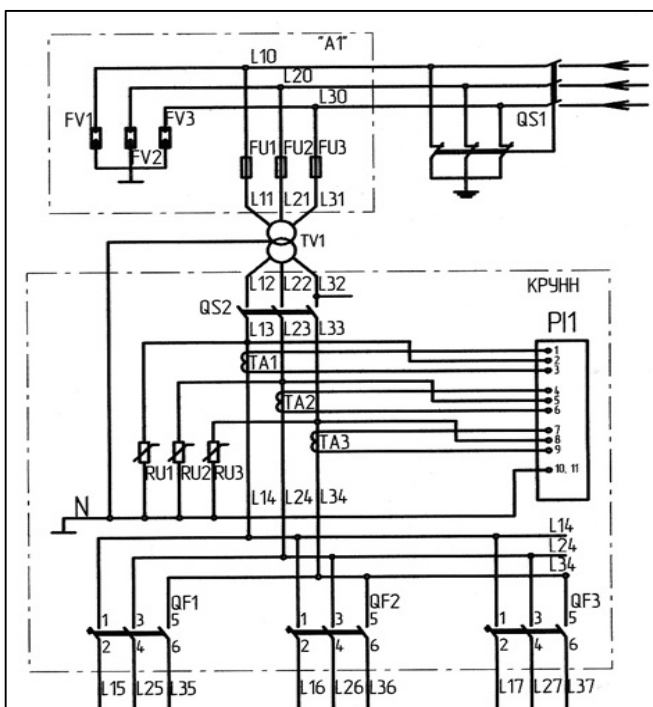 "A1"
L10
L20
L30
FV1
FV3
FV2
QS1
FU1 FU2 FU3
L11 L21 L31
TV1
L12 L22 L32
КРУНН
QS2
PI1
L13 L23 L33
1
2
3
TA1
4
5
6
TA2
7
8
9
TA3
10, 11
RU1 RU2 RU3
N
L14 L24 L34
L14
L24
L34
QF1 QF2 QF3
1 3 5 1 3 5 1 3 5
2 4 6 2 4 6 2 4 6
L15 L25 L35 L16 L26 L36 L17 L27 L37